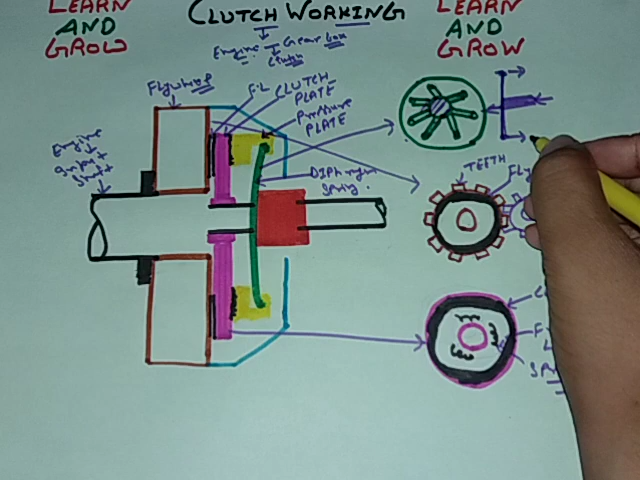 LEARN
AND
GROW
CLUTCH WORKING
Engine
Gear box
clutch
LEARN
AND
GROW
Flywheel
F.L
CLUTCH
PLATE
Pressure
PLATE
Engine
Shaft
Diphragm
Spring.
TEETH